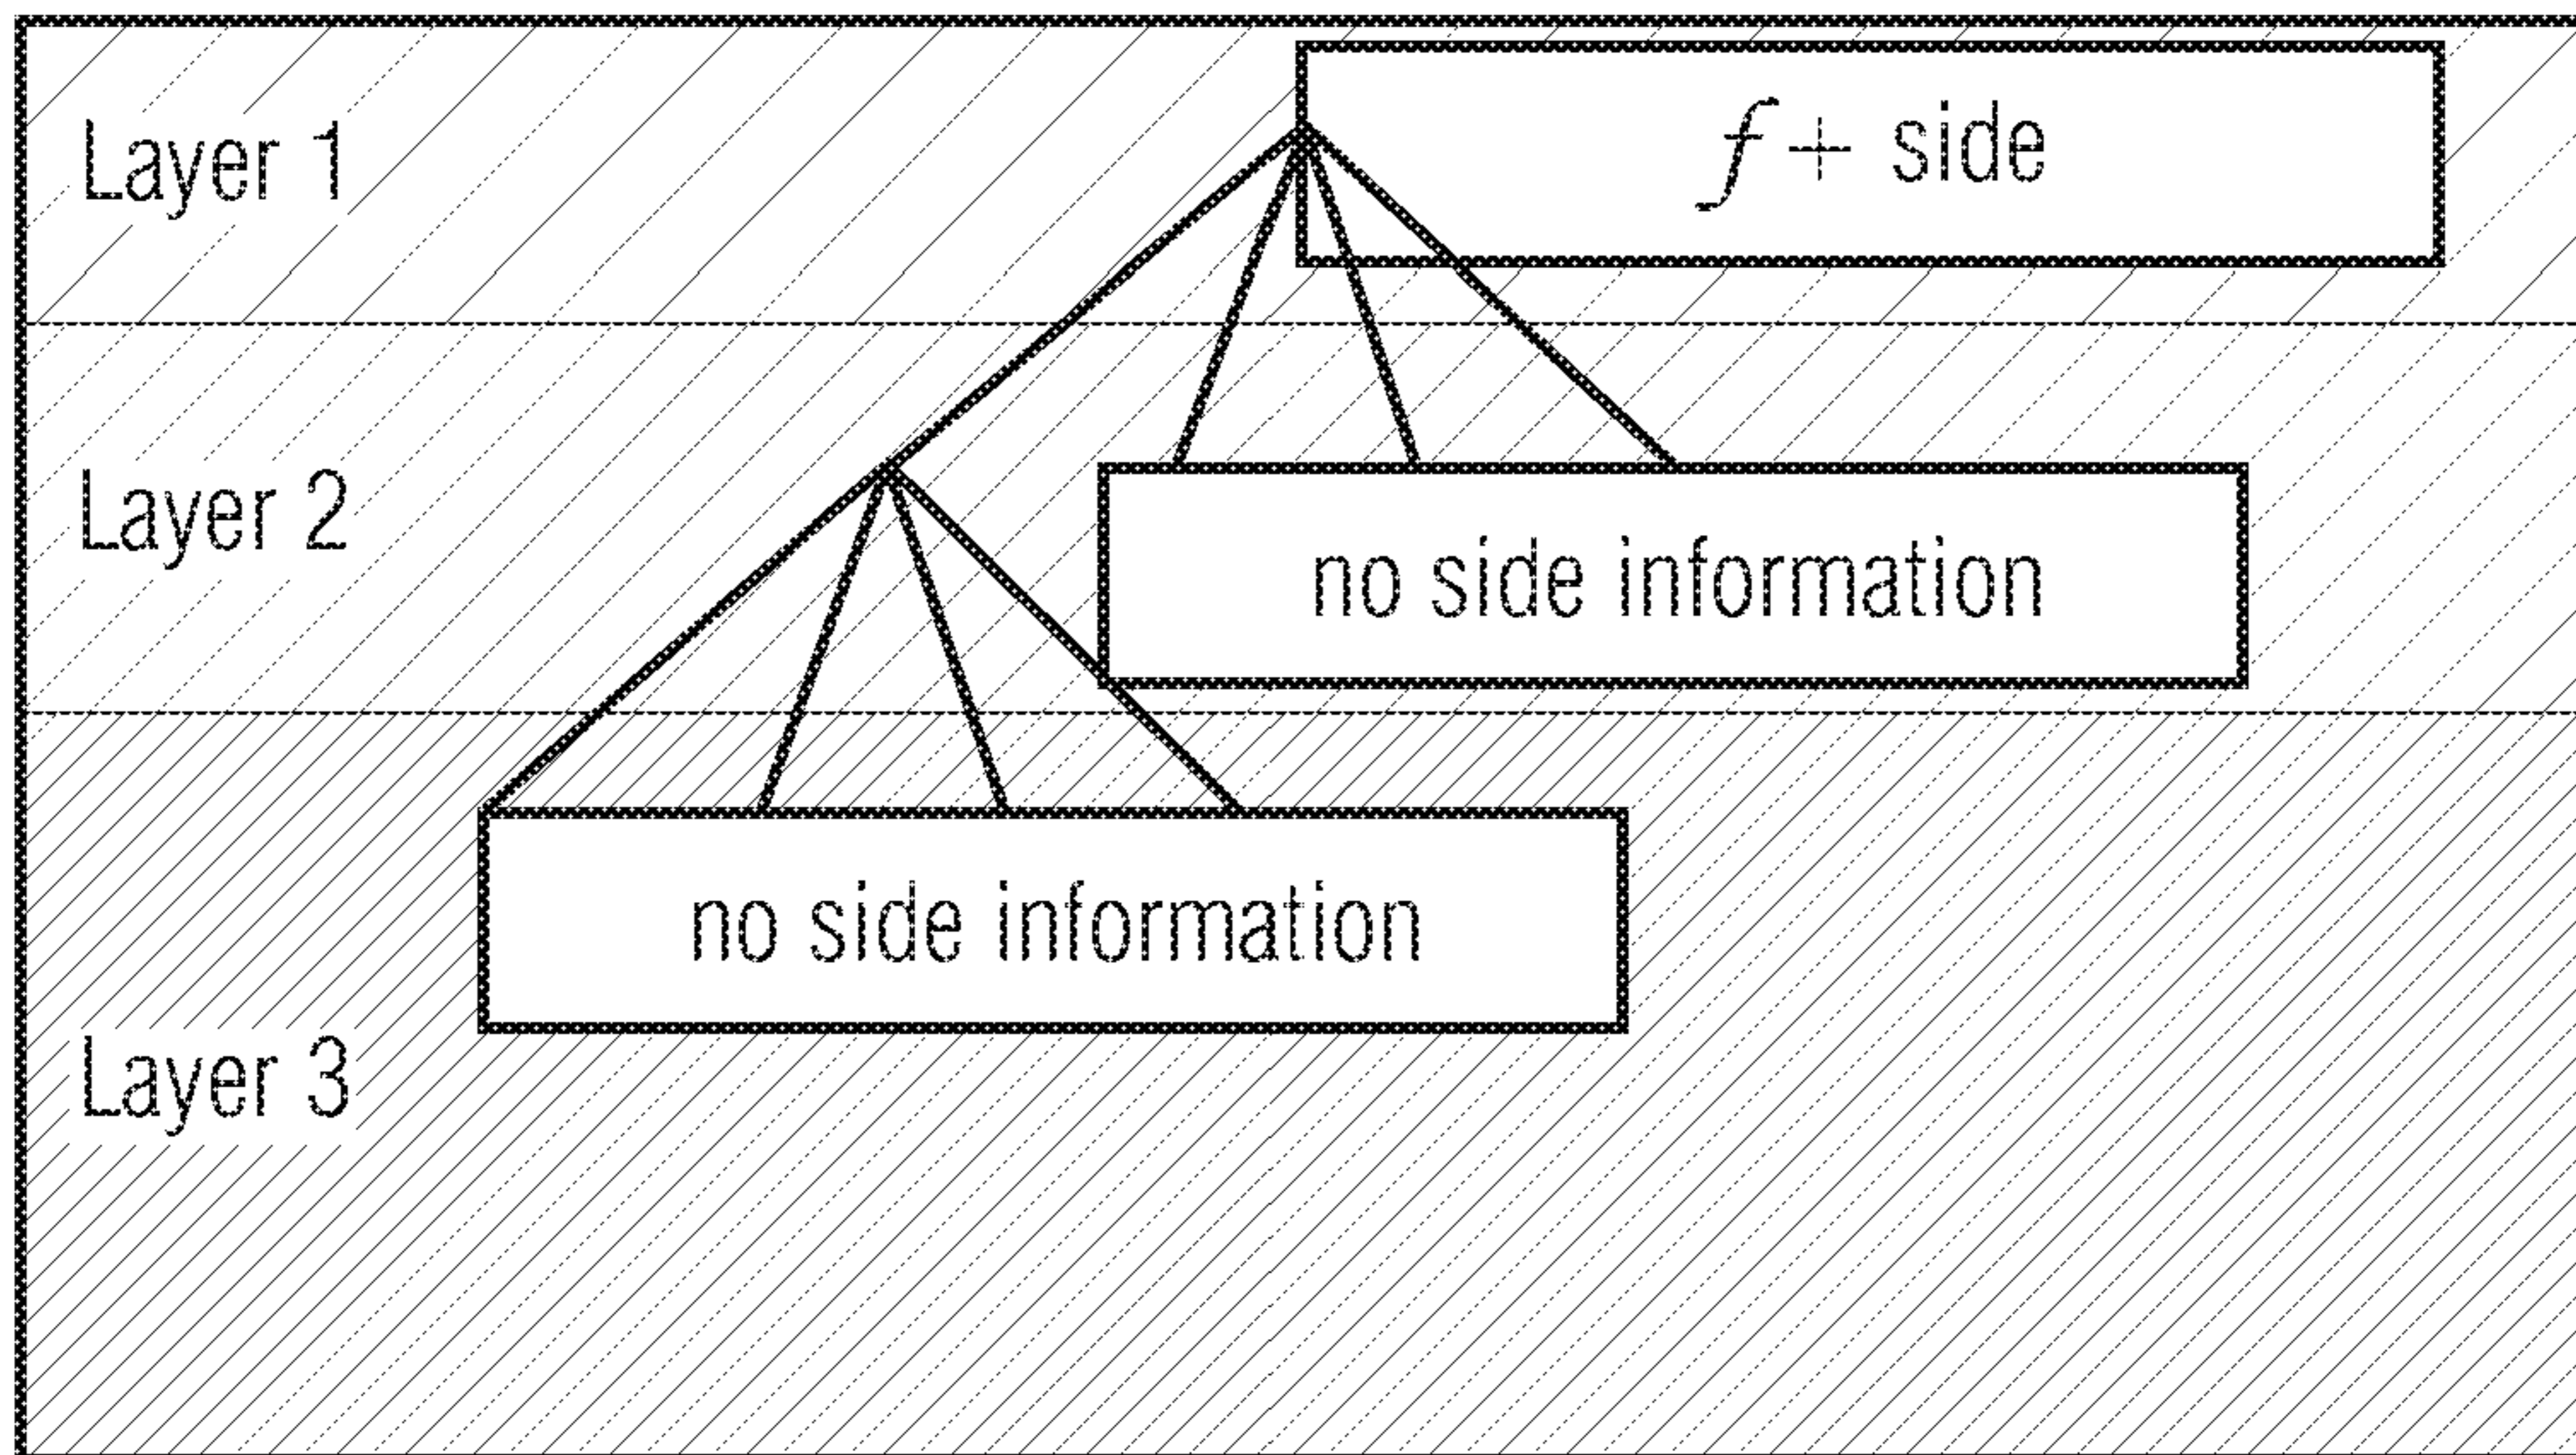 Layer 1
f + side
Layer 2
no side information
no side information
Layer 3